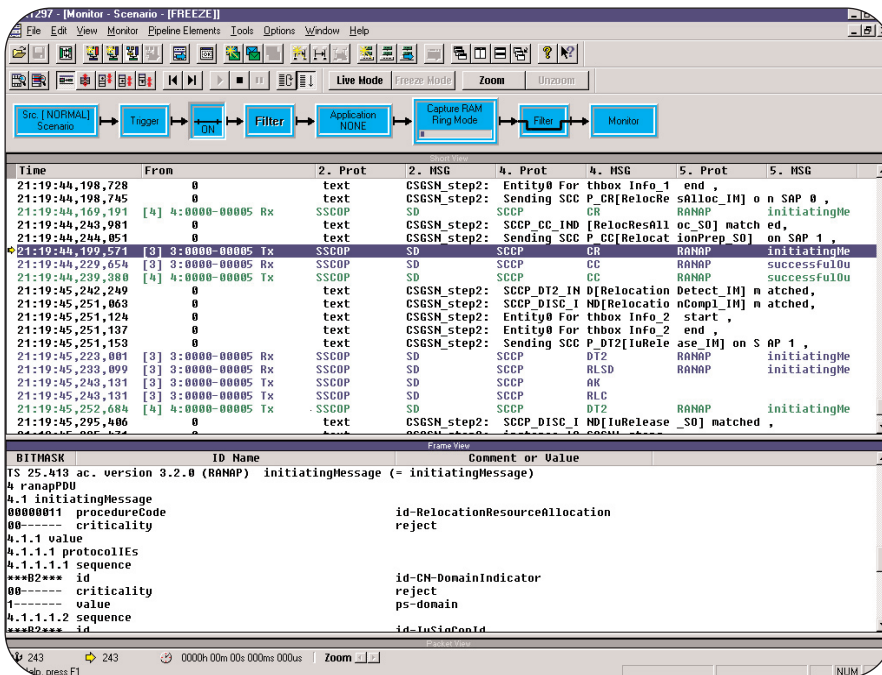 .1297 - [Monitor - Scenario - [FREEZE]]
File Edit View Monitor Pipeline Elements Tools Options Window Help
Live Mode Freeze Mode Zoom Unzoom
Src. [ NORMAL] Scenario
Trigger
ON
Filter
Application NONE
Capture RAM Ring Mode
Filter
Monitor
Short View
Time From 2. Prot 2. MSG 4. Prot 4. MSG 5. Prot 5. MSG
21:19:44,198,728 0 text CSGSN_step2: Entity0 For thbox Info_1 end ,
21:19:44,198,745 0 text CSGSN_step2: Sending SCC P_CR[RelocRe sAlloc_IM] o n SAP 0 ,
21:19:44,169,191 [4] 4:0000-00005 Rx SSCOP SD SCCP CR RANAP initiatingMe
21:19:44,243,981 0 text CSGSN_step2: SCCP_CC_IND [RelocResAll oc_SO] match ed,
21:19:44,244,051 0 text CSGSN_step2: Sending SCC P_CC[Relocat ionPrep_SO] on SAP 1 ,
21:19:44,199,571 [3] 3:0000-00005 Tx SSCOP SD SCCP CR RANAP initiatingMe
21:19:44,229,654 [3] 3:0000-00005 Rx SSCOP SD SCCP CC RANAP successfulOu
21:19:44,239,380 [4] 4:0000-00005 Tx SSCOP SD SCCP CC RANAP successfulOu
21:19:45,242,249 0 text CSGSN_step2: SCCP_DT2_IN D[Relocation Detect_IM] m atched,
21:19:45,251,063 0 text CSGSN_step2: SCCP_DISC_I ND[Relocatio nCompl_IM] m atched,
21:19:45,251,124 0 text CSGSN_step2: Entity0 For thbox Info_2 start ,
21:19:45,251,137 0 text CSGSN_step2: Entity0 For thbox Info_2 end ,
21:19:45,251,153 0 text CSGSN_step2: Sending SCC P_DT2[IuRele ase_IM] on S AP 1 ,
21:19:45,223,001 [3] 3:0000-00005 Rx SSCOP SD SCCP DT2 RANAP initiatingMe
21:19:45,233,099 [3] 3:0000-00005 Rx SSCOP SD SCCP RLSD RANAP initiatingMe
21:19:45,243,131 [3] 3:0000-00005 Tx SSCOP SD SCCP AK
21:19:45,243,131 [3] 3:0000-00005 Tx SSCOP SD SCCP RLC
21:19:45,252,684 [4] 4:0000-00005 Tx SSCOP SD SCCP DT2 RANAP initiatingMe
21:19:45,295,406 0 text CSGSN_step2: SCCP_DISC_I ND[IuRelease _SO] matched ,
Frame View
BITMASK ID Name Comment or Value
TS 25.413 ac. version 3.2.0 (RANAP) initiatingMessage (= initiatingMessage)
4 ranapPDU
4.1 initiatingMessage
00000011 procedureCode id-RelocationResourceAllocation
00------ criticality reject
4.1.1 value
4.1.1.1 protocolIEs
4.1.1.1.1 sequence
***B2*** id id-CN-DomainIndicator
00------ criticality reject
1------- value ps-domain
4.1.1.1.2 sequence
***B2*** id id-IuSigConId
Packet View
243 243 0000h 00m 00s 000ms 000us Zoom
Help, press F1 NUM